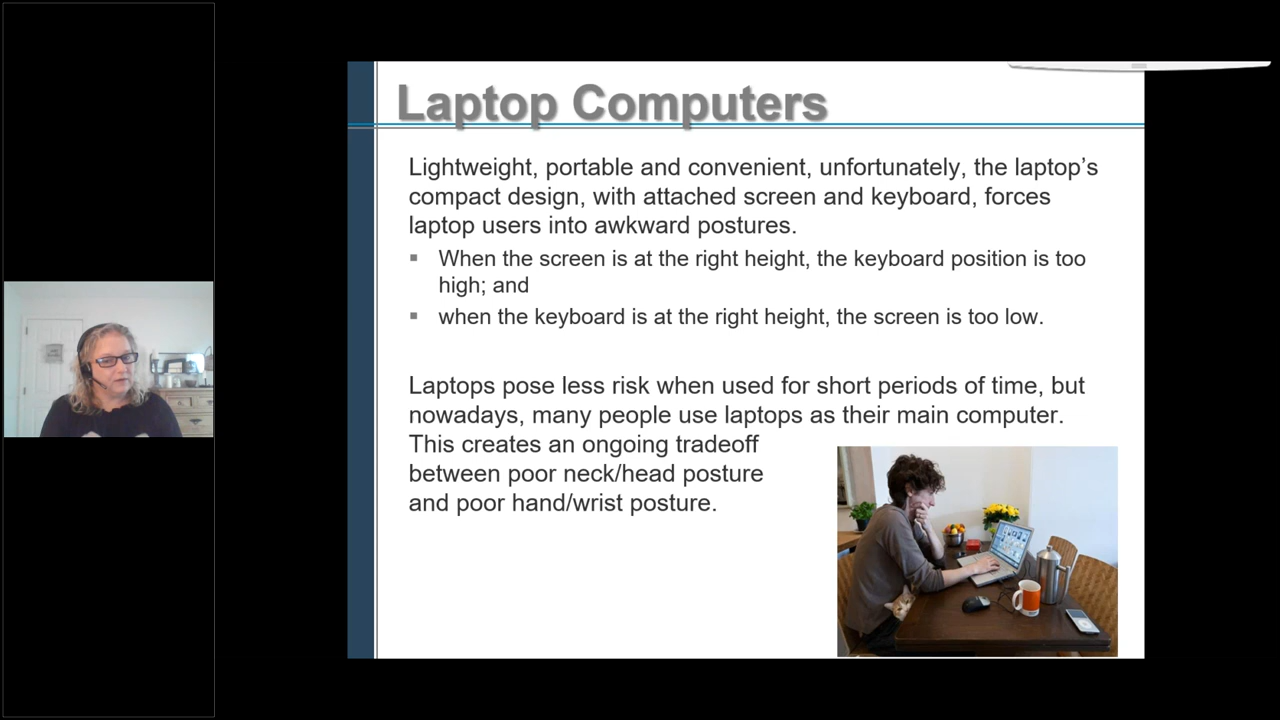 Laptop Computers
Lightweight, portable and convenient, unfortunately, the laptop’s
compact design, with attached screen and keyboard, forces
laptop users into awkward postures.
▪ When the screen is at the right height, the keyboard position is too
high; and
▪ when the keyboard is at the right height, the screen is too low.
Laptops pose less risk when used for short periods of time, but
nowadays, many people use laptops as their main computer.
This creates an ongoing tradeoff
between poor neck/head posture
and poor hand/wrist posture.